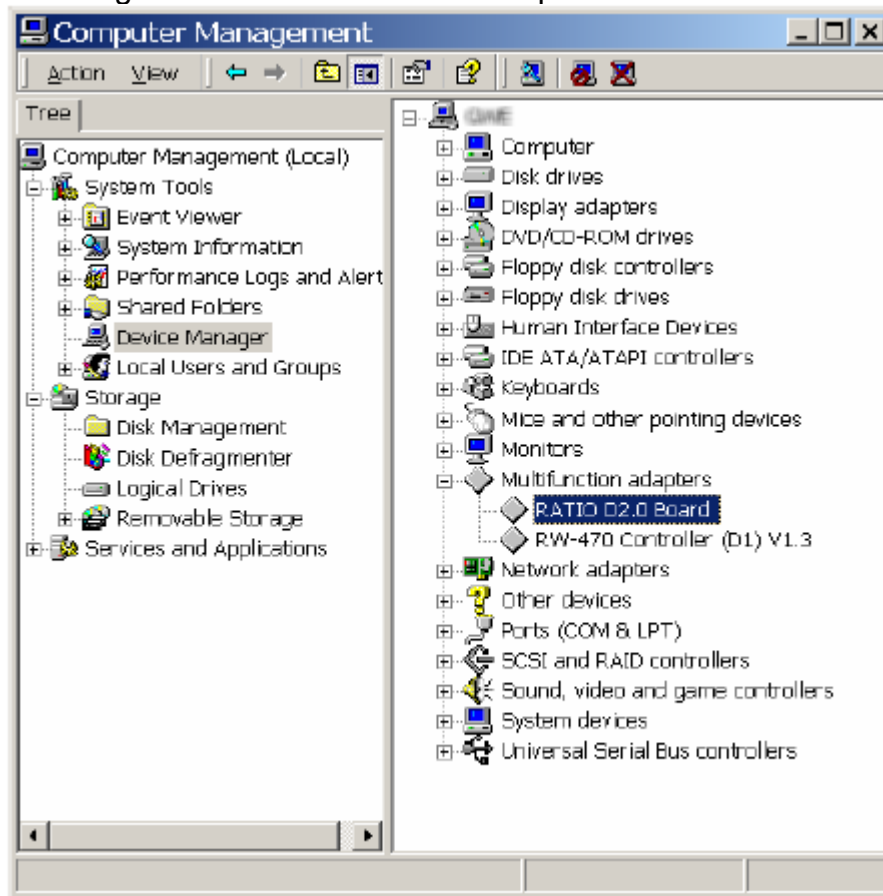 Computer Management
Action View
Tree
Computer Management (Local)
System Tools
Event Viewer
System Information
Performance Logs and Alert
Shared Folders
Device Manager
Local Users and Groups
Storage
Disk Management
Disk Defragmenter
Logical Drives
Removable Storage
Services and Applications
Computer
Disk drives
Display adapters
DVD/CD-ROM drives
Floppy disk controllers
Floppy disk drives
Human Interface Devices
IDE ATA/ATAPI controllers
Keyboards
Mice and other pointing devices
Monitors
Multifunction adapters
RATIO D2.0 Board
RW-470 Controller (D1) V1.3
Network adapters
Other devices
Ports (COM & LPT)
SCSI and RAID controllers
Sound, video and game controllers
System devices
Universal Serial Bus controllers